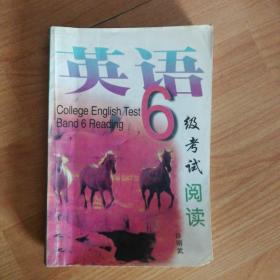 英语
College English Test
Band 6 Reading
6
级考试
阅读